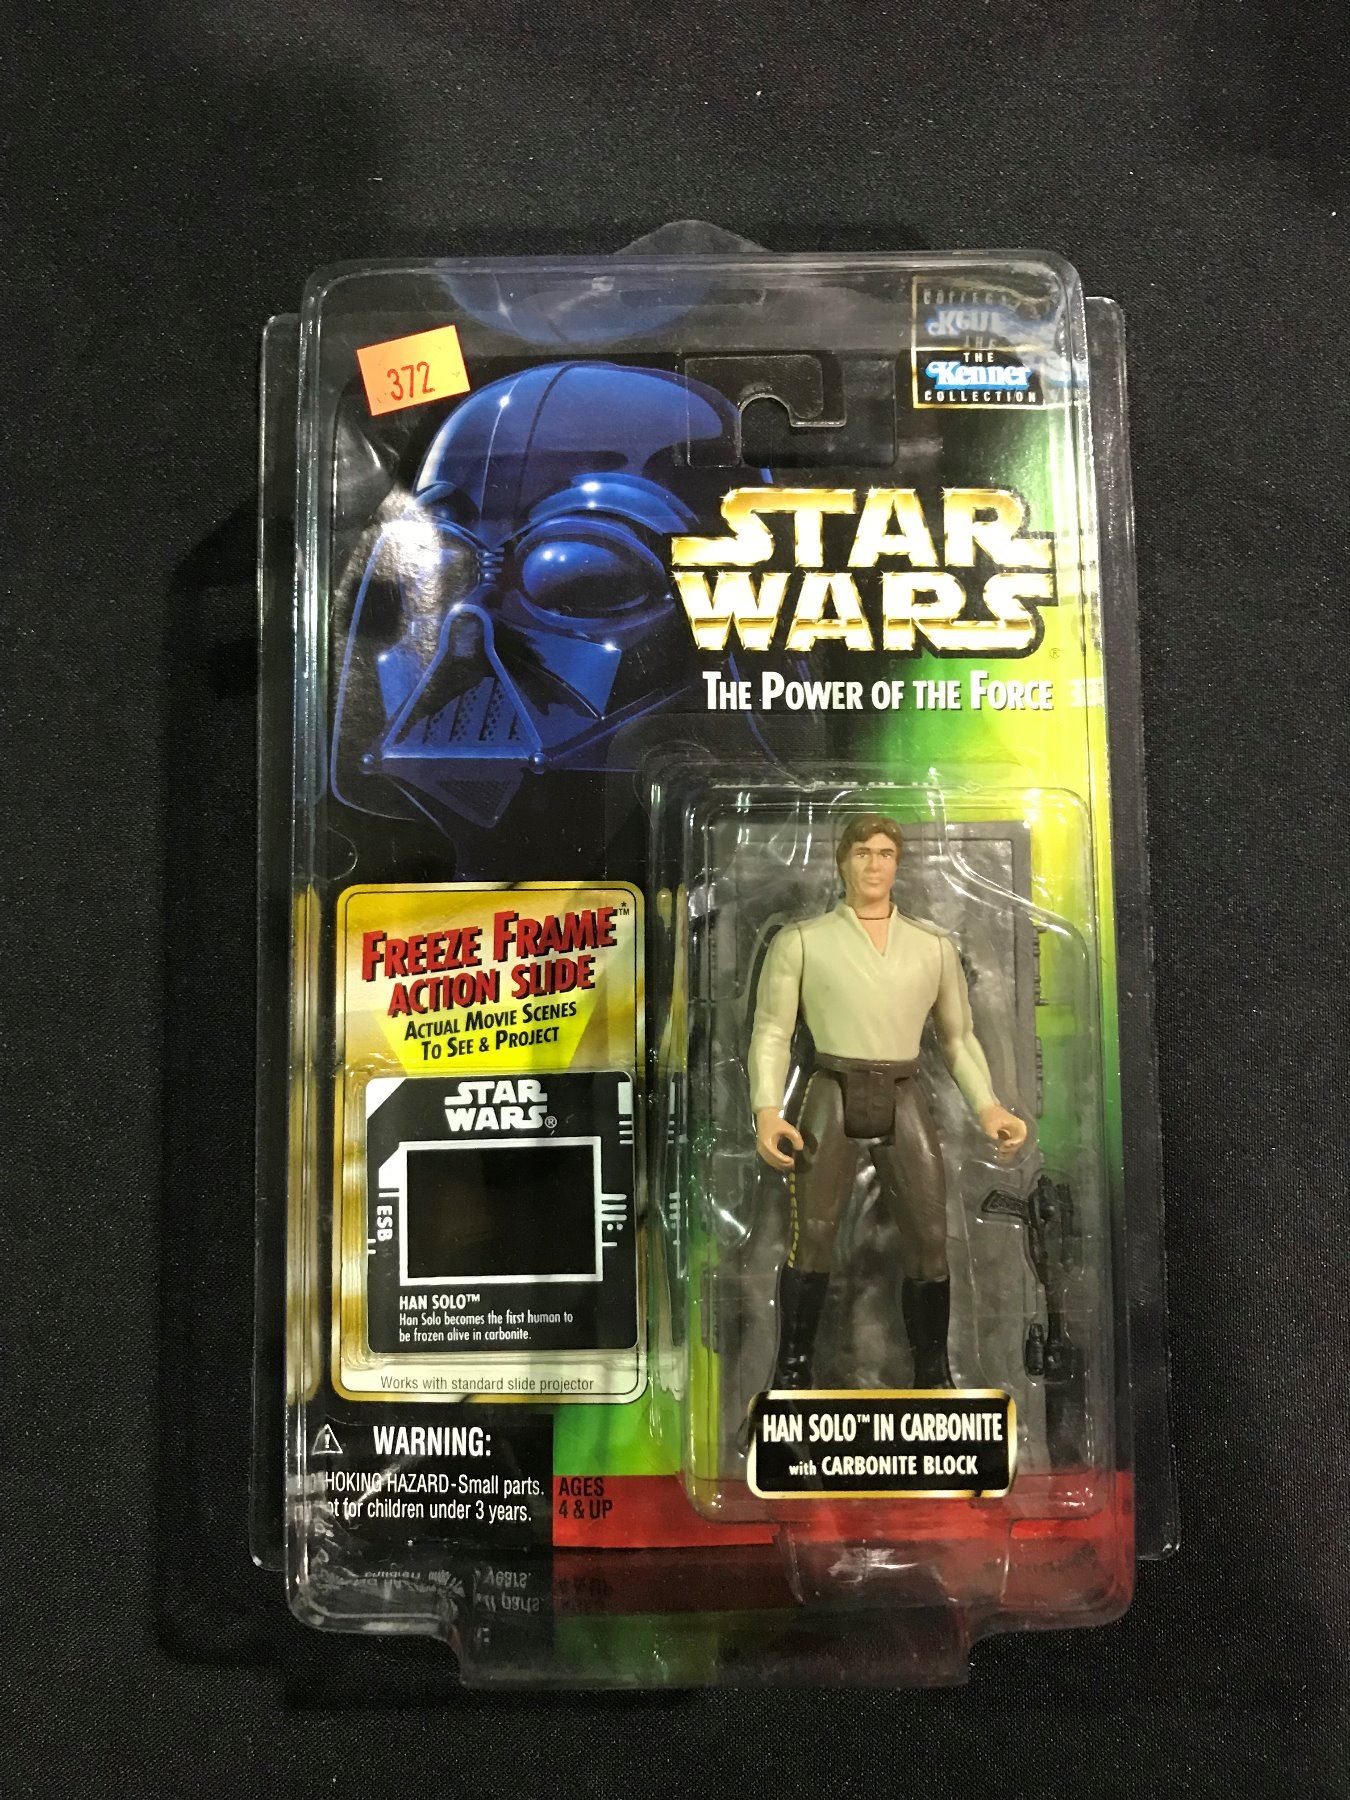 372
THE
Kenner
COLLECTION
STAR
WARS®
THE POWER OF THE FORCE
FREEZE FRAME™*
ACTION SLIDE
ACTUAL MOVIE SCENES
TO SEE & PROJECT
STAR
WARS®
ESB
HAN SOLO™
Han Solo becomes the first human to
be frozen alive in carbonite.
Works with standard slide projector
HAN SOLO™ IN CARBONITE
with CARBONITE BLOCK
WARNING:
HOKING HAZARD-Small parts.
ot for children under 3 years.
AGES
4 & UP